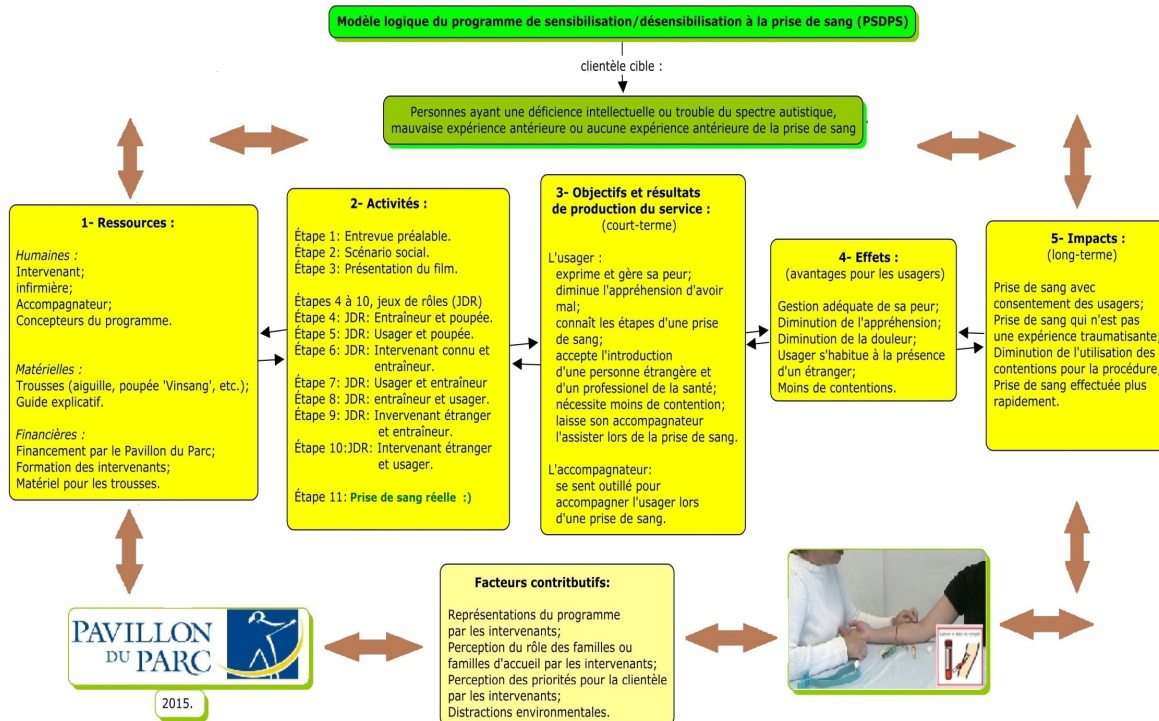 Modèle logique du programme de sensibilisation/désensibilisation à la prise de sang (PSDPS)
clientèle cible :
Personnes ayant une déficience intellectuelle ou trouble du spectre autistique,
mauvaise expérience antérieure ou aucune expérience antérieure de la prise de sang
1- Ressources :
Humaines :
Intervenant;
infirmière;
Accompagnateur;
Concepteurs du programme.
Matérielles :
Trousses (aiguille, poupée 'Vinsang', etc.);
Guide explicatif.
Financières :
Financement par le Pavillon du Parc;
Formation des intervenants;
Matériel pour les trousses.
2- Activités :
Étape 1: Entrevue préalable.
Étape 2: Scénario social.
Étape 3: Présentation du film.
Étapes 4 à 10, jeux de rôles (JDR)
Étape 4: JDR: Entraîneur et poupée.
Étape 5: JDR: Usager et poupée.
Étape 6: JDR: Intervenant connu et
entraîneur.
Étape 7: JDR: Usager et entraîneur
Étape 8: JDR: entraîneur et usager.
Étape 9: JDR: Invervenant étranger
et entraîneur.
Étape 10:JDR: Intervenant étranger
et usager.
Étape 11: Prise de sang réelle :)
3- Objectifs et résultats
de production du service :
(court-terme)
L'usager :
exprime et gère sa peur;
diminue l'appréhension d'avoir
mal;
connaît les étapes d'une prise
de sang;
accepte l'introduction
d'une personne étrangère et
d'un professionel de la santé;
nécessite moins de contention;
laisse son accompagnateur
l'assister lors de la prise de sang.
L'accompagnateur:
se sent outillé pour
accompagner l'usager lors
d'une prise de sang.
4- Effets :
(avantages pour les usagers)
Gestion adéquate de sa peur;
Diminution de l'appréhension;
Diminution de la douleur;
Usager s'habitue à la présence
d'un étranger;
Moins de contentions.
5- Impacts :
(long-terme)
Prise de sang avec
consentement des usagers;
Prise de sang qui n'est pas
une expérience traumatisante;
Diminution de l'utilisation des
contentions pour la procédure;
Prise de sang effectuée plus
rapidement.
PAVILLON
DU PARC
2015.
Facteurs contritbutifs:
Représentations du programme
par les intervenants;
Perception du rôle des familles ou
familles d'accueil par les intervenants;
Perception des priorités pour la clientèle
par les intervenants;
Distractions environmentales.